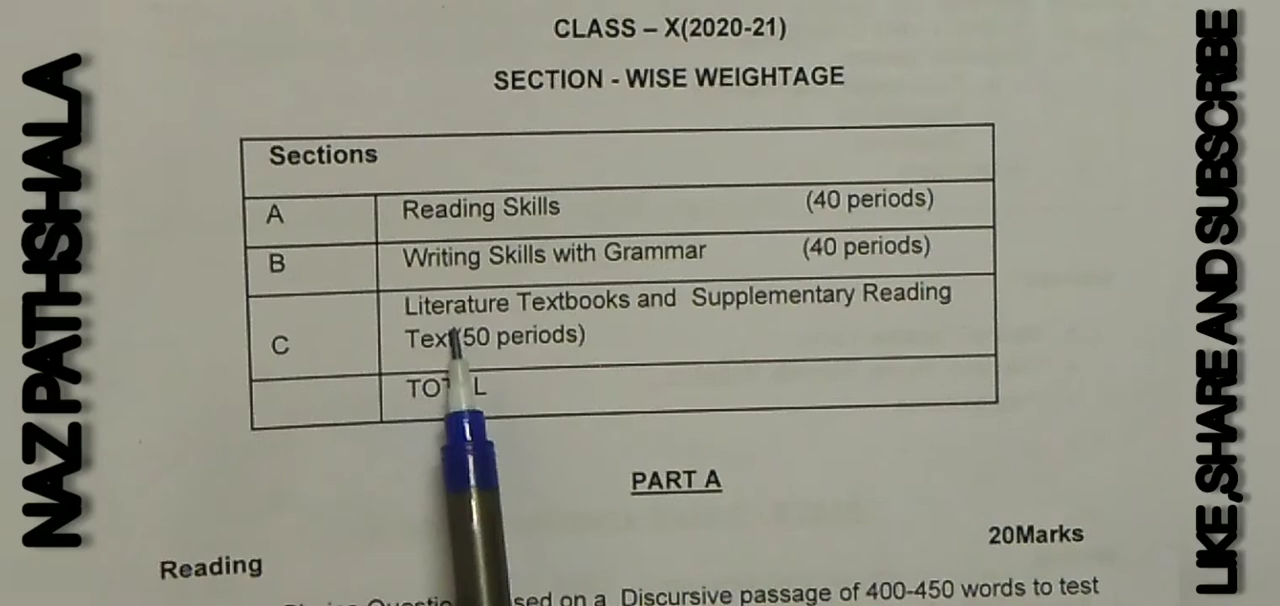 NAZ PATHSHALA
CLASS – X(2020-21)
SECTION - WISE WEIGHTAGE
Sections
A Reading Skills (40 periods)
B Writing Skills with Grammar (40 periods)
C Literature Textbooks and Supplementary Reading
Text (50 periods)
PART A
20Marks
Reading
on a Discursive passage of 400-450 words to test
LIKE,SHARE AND SUBSCRIBE